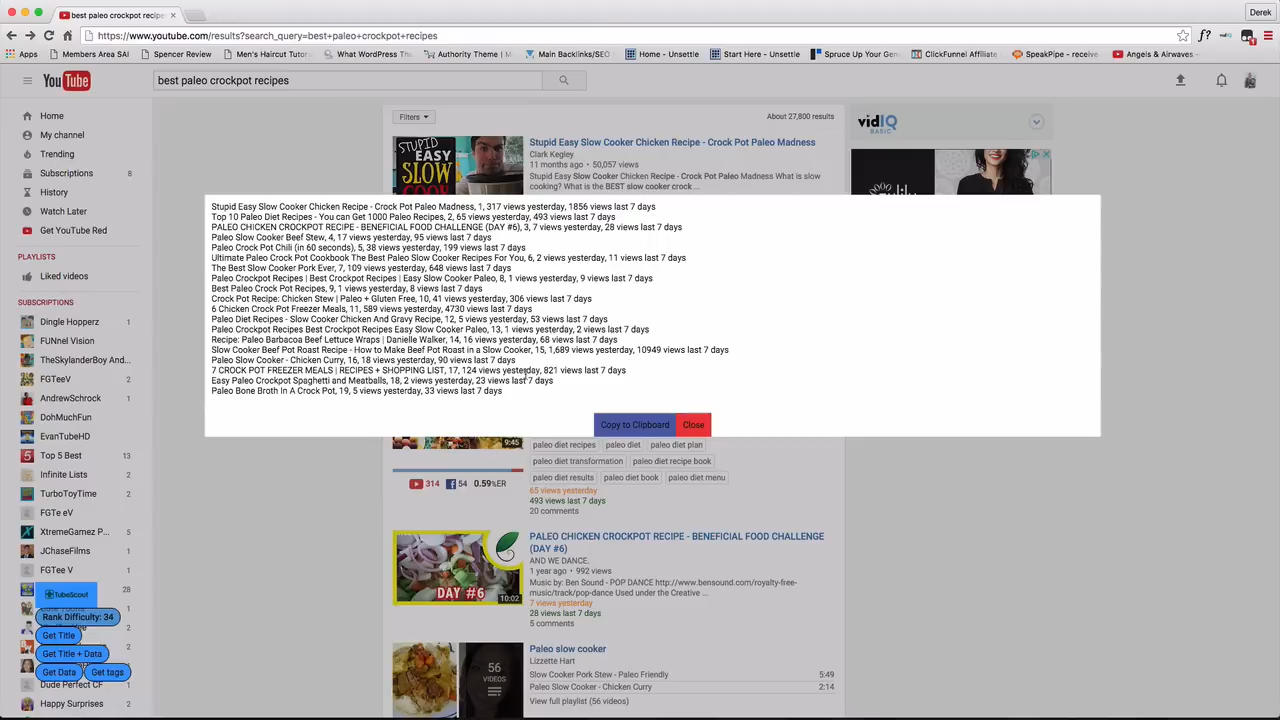 best paleo crockpot recipe
Derek
https://www.youtube.com/results?search_query=best+paleo+crockpot+recipes
Apps
Members Area SAI
Spencer Review
Men's Haircut Tutor
What WordPress Th
Authority Theme | M
Main Backlinks/SEO
Home - Unsettle
Start Here - Unsettle
Spruce Up Your Gen
ClickFunnel Affiliate
SpeakPipe - receive
Angels & Airwaves -
YouTube
best paleo crockpot recipes
Home
My channel
Trending
Subscriptions 8
History
Watch Later
Get YouTube Red
PLAYLISTS
Liked videos
SUBSCRIPTIONS
Dingle Hopperz 1
FUNnel Vision
TheSkylanderBoy And...
FGTeeV 2
AndrewSchrock 1
DohMuchFun
EvanTubeHD
Top 5 Best 13
Infinite Lists 2
TurboToyTime 2
FGTe eV
XtremeGamez P... 5
JChaseFilms 1
FGTee V 1
28
TubeScout
1
Rank Difficulty: 34
Get Title
Get Title + Data
Get Data
Get tags
Dude Perfect CF 1
Happy Surprises 2
Filters
About 27,800 results
STUPID
EASY
SLOW
Stupid Easy Slow Cooker Chicken Recipe - Crock Pot Paleo Madness
Clark Kegley
11 months ago • 50,057 views
Stupid Easy Slow Cooker Chicken Recipe - Crock Pot Paleo Madness What is slow
cooking? What is the BEST slow cooker crock ...
vidIQ
BASIC
Stupid Easy Slow Cooker Chicken Recipe - Crock Pot Paleo Madness, 1, 317 views yesterday, 1856 views last 7 days
Top 10 Paleo Diet Recipes - You can Get 1000 Paleo Recipes, 2, 65 views yesterday, 493 views last 7 days
PALEO CHICKEN CROCKPOT RECIPE - BENEFICIAL FOOD CHALLENGE (DAY #6), 3, 7 views yesterday, 28 views last 7 days
Paleo Slow Cooker Beef Stew, 4, 17 views yesterday, 95 views last 7 days
Paleo Crock Pot Chili (in 60 seconds), 5, 38 views yesterday, 199 views last 7 days
Ultimate Paleo Crock Pot Cookbook The Best Paleo Slow Cooker Recipes For You, 6, 2 views yesterday, 11 views last 7 days
The Best Slow Cooker Pork Ever, 7, 109 views yesterday, 648 views last 7 days
Paleo Crockpot Recipes | Best Crockpot Recipes | Easy Slow Cooker Paleo, 8, 1 views yesterday, 9 views last 7 days
Best Paleo Crock Pot Recipes, 9, 1 views yesterday, 8 views last 7 days
Crock Pot Recipe: Chicken Stew | Paleo + Gluten Free, 10, 41 views yesterday, 306 views last 7 days
6 Chicken Crock Pot Freezer Meals, 11, 589 views yesterday, 4730 views last 7 days
Paleo Diet Recipes - Slow Cooker Chicken And Gravy Recipe, 12, 5 views yesterday, 53 views last 7 days
Paleo Crockpot Recipes Best Crockpot Recipes Easy Slow Cooker Paleo, 13, 1 views yesterday, 2 views last 7 days
Recipe: Paleo Barbacoa Beef Lettuce Wraps | Danielle Walker, 14, 16 views yesterday, 68 views last 7 days
Slow Cooker Beef Pot Roast Recipe - How to Make Beef Pot Roast in a Slow Cooker, 15, 1,689 views yesterday, 10949 views last 7 days
Paleo Slow Cooker - Chicken Curry, 16, 18 views yesterday, 90 views last 7 days
7 CROCK POT FREEZER MEALS | RECIPES + SHOPPING LIST, 17, 124 views yesterday, 821 views last 7 days
Easy Paleo Crockpot Spaghetti and Meatballs, 18, 2 views yesterday, 23 views last 7 days
Paleo Bone Broth In A Crock Pot, 19, 5 views yesterday, 33 views last 7 days
Copy to Clipboard
Close
9:45
paleo diet recipes
paleo diet
paleo diet plan
paleo diet transformation
paleo diet recipe book
paleo diet results
paleo diet book
paleo diet menu
314
54
0.59%ER
65 views yesterday
493 views last 7 days
20 comments
DAY #6
10:02
PALEO CHICKEN CROCKPOT RECIPE - BENEFICIAL FOOD CHALLENGE
(DAY #6)
AND WE DANCE.
1 year ago • 992 views
Music by: Ben Sound - POP DANCE http://www.bensound.com/royalty-free-
music/track/pop-dance Used under the Creative ...
7 views yesterday
28 views last 7 days
5 comments
56
VIDEOS
Paleo slow cooker
Lizzette Hart
Slow Cooker Pork Stew - Paleo Friendly 5:49
Paleo Slow Cooker - Chicken Curry 2:14
View full playlist (56 videos)